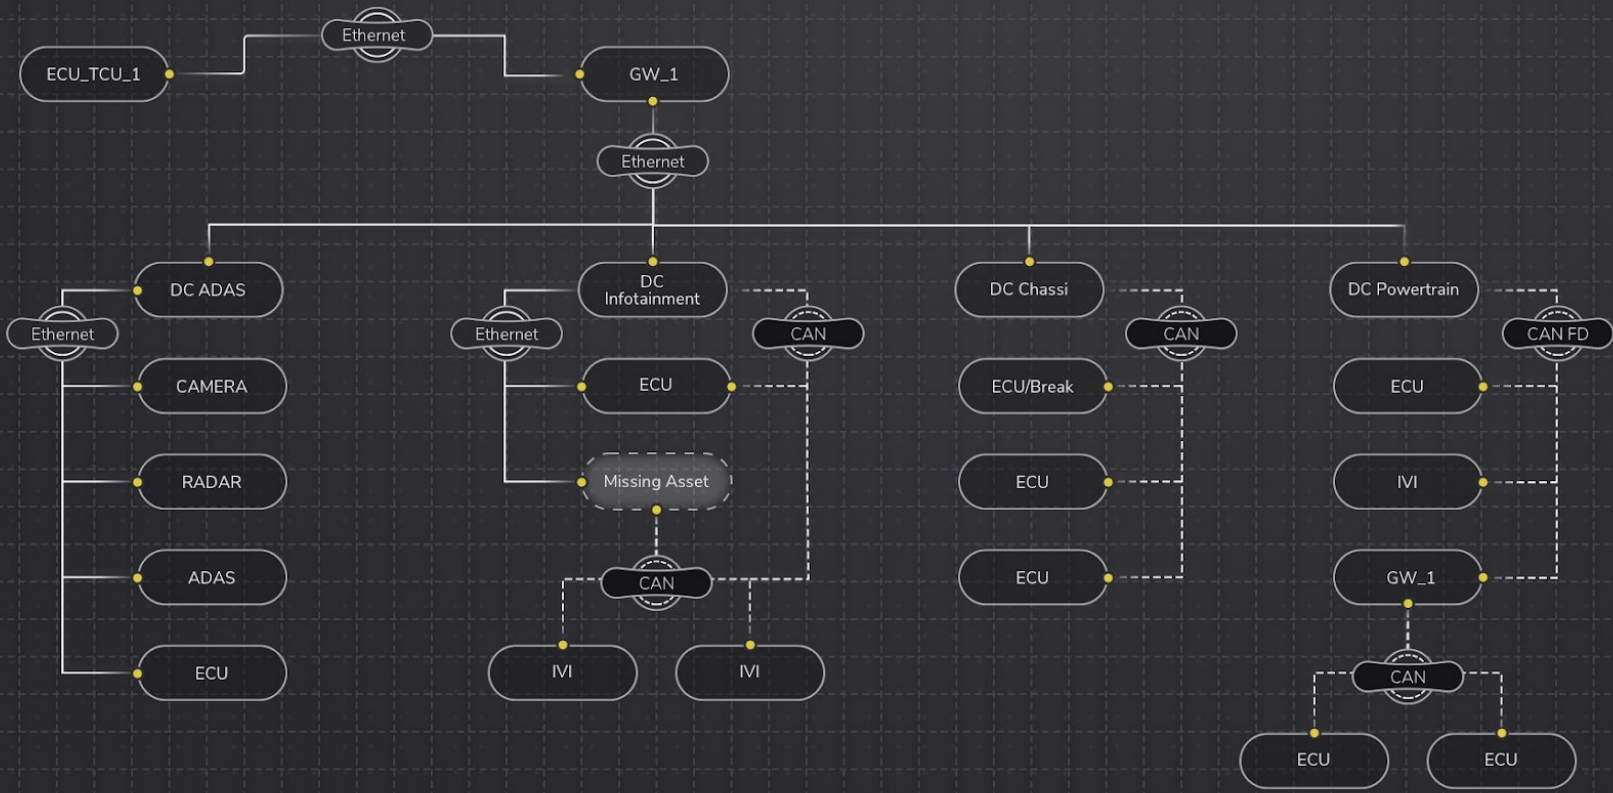 Ethernet
ECU_TCU_1
GW_1
Ethernet
DC ADAS
DC
Infotainment
DC Chassi
DC Powertrain
Ethernet
Ethernet
CAN
CAN
CAN FD
CAMERA
ECU
ECU/Break
ECU
RADAR
Missing Asset
ECU
IVI
ADAS
CAN
ECU
GW_1
ECU
IVI
IVI
CAN
ECU
ECU